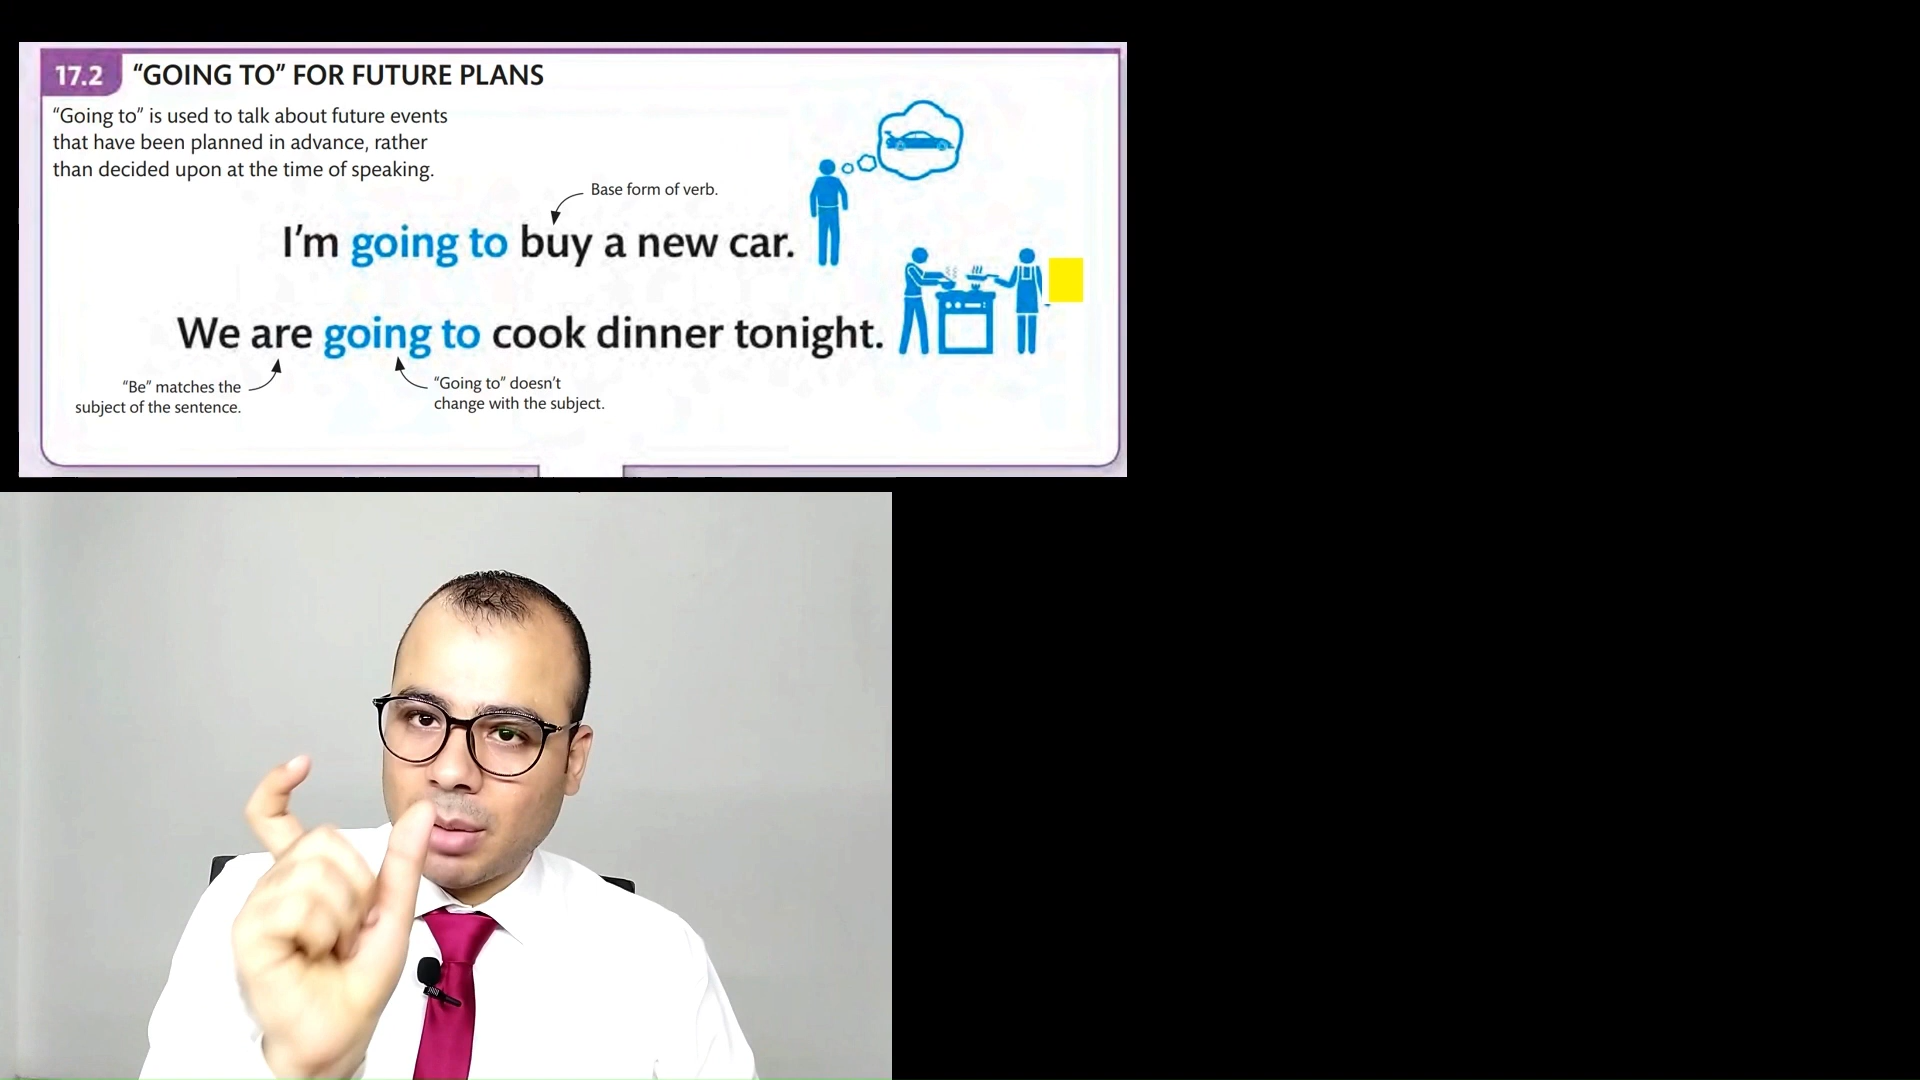 17.2 “GOING TO” FOR FUTURE PLANS
“Going to” is used to talk about future events
that have been planned in advance, rather
than decided upon at the time of speaking.
Base form of verb.
I’m going to buy a new car.
We are going to cook dinner tonight.
“Be” matches the
subject of the sentence.
“Going to” doesn’t
change with the subject.